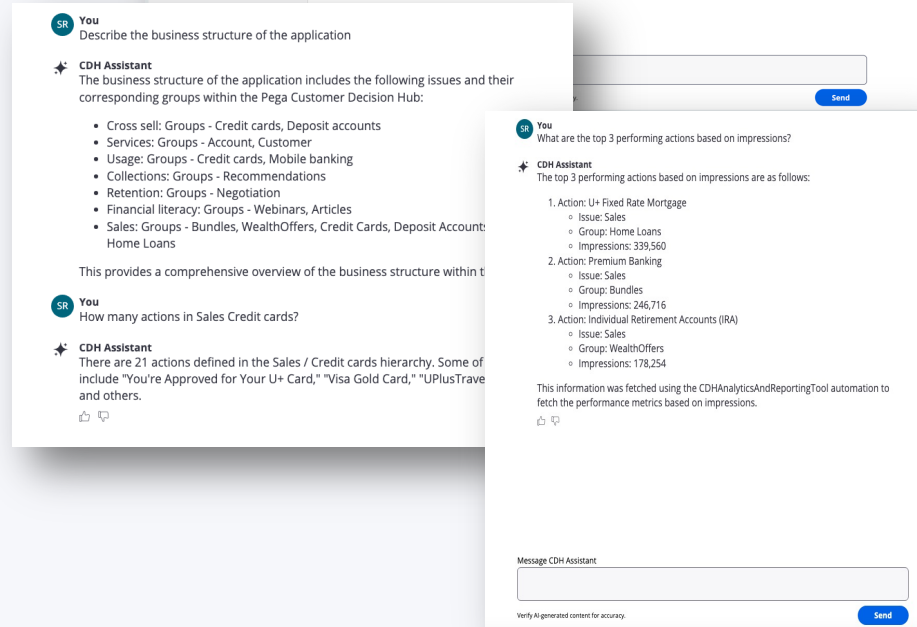 SR You
Describe the business structure of the application
CDH Assistant
The business structure of the application includes the following issues and their
corresponding groups within the Pega Customer Decision Hub:
• Cross sell: Groups - Credit cards, Deposit accounts
• Services: Groups - Account, Customer
• Usage: Groups - Credit cards, Mobile banking
• Collections: Groups - Recommendations
• Retention: Groups - Negotiation
• Financial literacy: Groups - Webinars, Articles
• Sales: Groups - Bundles, WealthOffers, Credit Cards, Deposit Accounts
Home Loans
This provides a comprehensive overview of the business structure within
SR You
How many actions in Sales Credit cards?
CDH Assistant
There are 21 actions defined in the Sales / Credit cards hierarchy. Some of
include "You're Approved for Your U+ Card," "Visa Gold Card," "UPlusTrave
and others.
Send
SR You
What are the top 3 performing actions based on impressions?
CDH Assistant
The top 3 performing actions based on impressions are as follows:
1. Action: U+ Fixed Rate Mortgage
◦ Issue: Sales
◦ Group: Home Loans
◦ Impressions: 339,560
2. Action: Premium Banking
◦ Issue: Sales
◦ Group: Bundles
◦ Impressions: 246,716
3. Action: Individual Retirement Accounts (IRA)
◦ Issue: Sales
◦ Group: WealthOffers
◦ Impressions: 178,254
This information was fetched using the CDHAnalyticsAndReportingTool automation to
fetch the performance metrics based on impressions.
Message CDH Assistant
Verify AI-generated content for accuracy.
Send